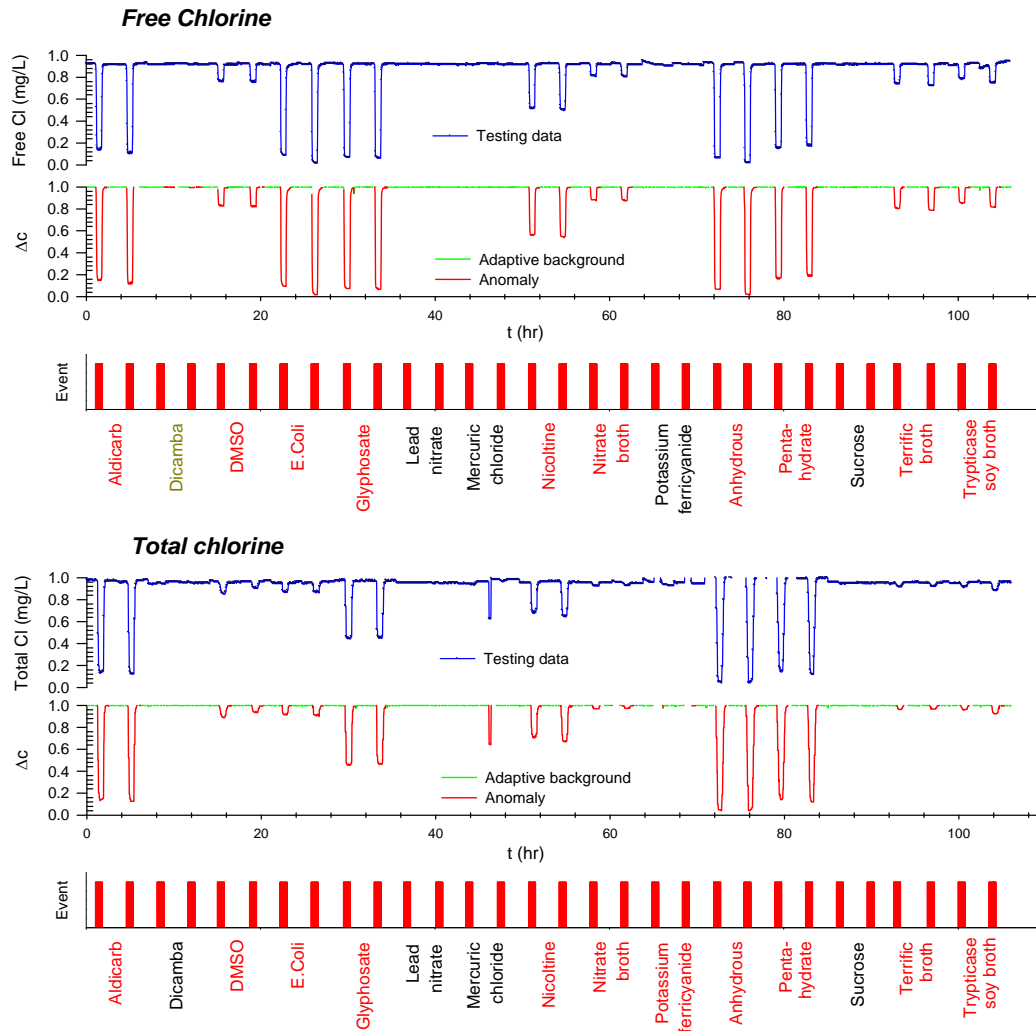 Free Chlorine
Free Cl (mg/L)
1.0
0.8
0.6
0.4
0.2
0.0
Testing data
Δc
1.0
0.8
0.6
0.4
0.2
0.0
Adaptive background
Anomaly
0 20 40 60 80 100
t (hr)
Event
Aldicarb
Dicamba
DMSO
E.Coli
Glyphosate
Lead
nitrate
Mercuric
chloride
Nicoltine
Nitrate
broth
Potassium
ferricyanide
Anhydrous
Penta-
hydrate
Sucrose
Terrific
broth
Trypticase
soy broth
Total chlorine
Total Cl (mg/L)
1.0
0.8
0.6
0.4
0.2
0.0
Testing data
Δc
1.0
0.8
0.6
0.4
0.2
0.0
Adaptive background
Anomaly
0 20 40 60 80 100
t (hr)
Event
Aldicarb
Dicamba
DMSO
E.Coli
Glyphosate
Lead
nitrate
Mercuric
chloride
Nicoltine
Nitrate
broth
Potassium
ferricyanide
Anhydrous
Penta-
hydrate
Sucrose
Terrific
broth
Trypticase
soy broth